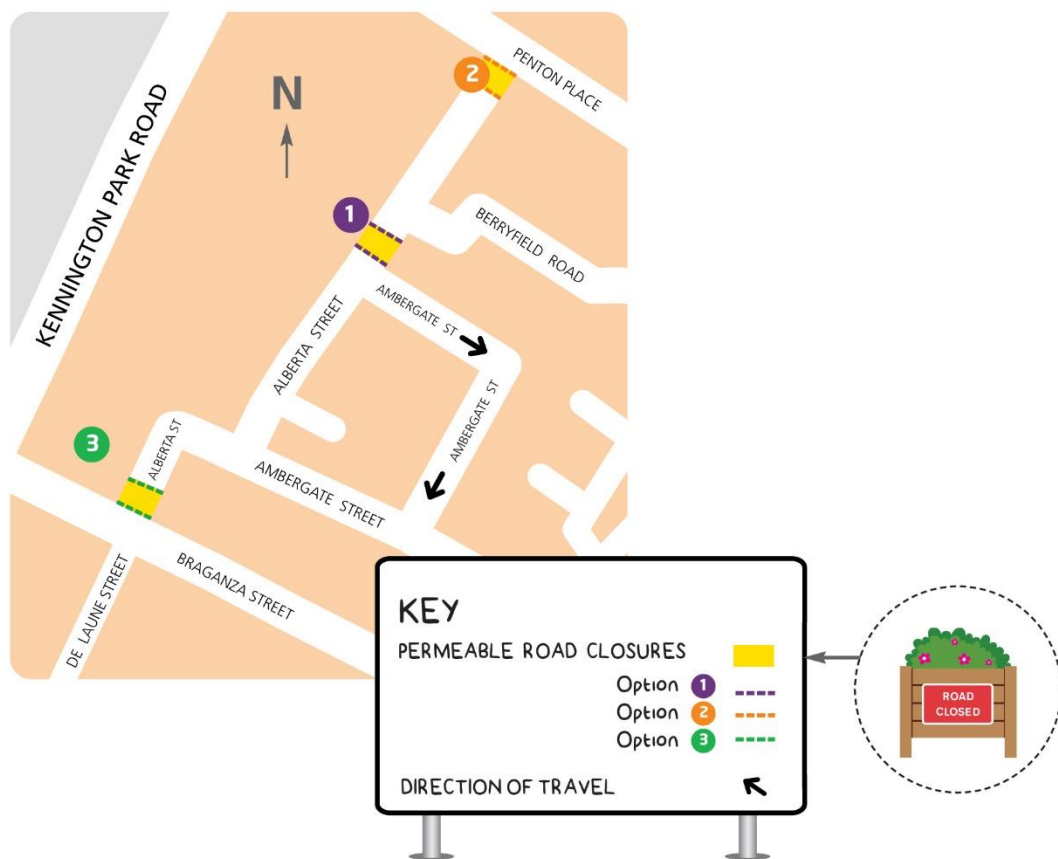 PENTON PLACE
2
N
KENNINGTON PARK ROAD
1
BERRYFIELD ROAD
AMBERGATE ST
ALBERTA STREET
AMBERGATE ST
3
ALBERTA ST
AMBERGATE STREET
BRAGANZA STREET
DE LAUNE STREET
KEY
PERMEABLE ROAD CLOSURES
Option 1
Option 2
Option 3
DIRECTION OF TRAVEL
ROAD
CLOSED